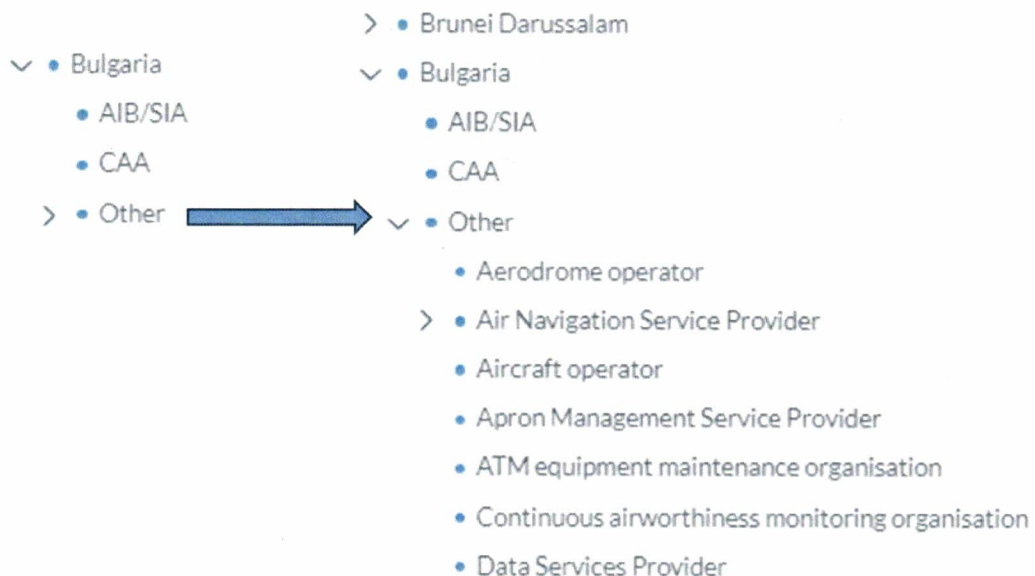 Bulgaria
AIB/SIA
CAA
Other
Brunei Darussalam
Bulgaria
AIB/SIA
CAA
Other
Aerodrome operator
Air Navigation Service Provider
Aircraft operator
Apron Management Service Provider
ATM equipment maintenance organisation
Continuous airworthiness monitoring organisation
Data Services Provider